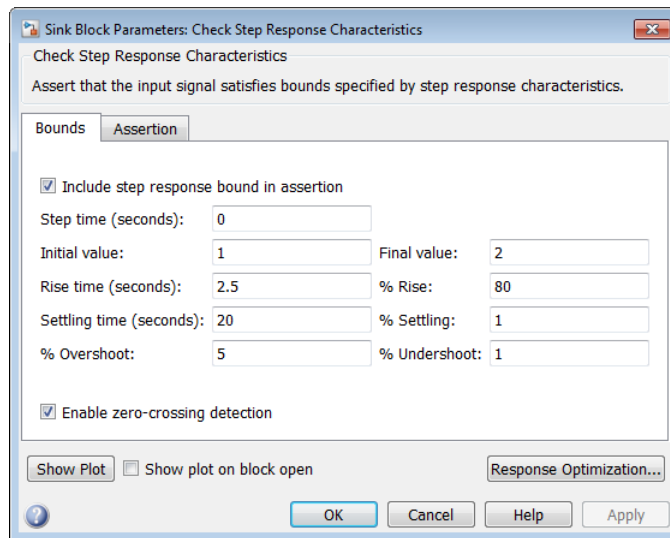 Sink Block Parameters: Check Step Response Characteristics
Check Step Response Characteristics
Assert that the input signal satisfies bounds specified by step response characteristics.
Bounds Assertion
Include step response bound in assertion
Step time (seconds): 0
Initial value: 1 Final value: 2
Rise time (seconds): 2.5 % Rise: 80
Settling time (seconds): 20 % Settling: 1
% Overshoot: 5 % Undershoot: 1
Enable zero-crossing detection
Show Plot Show plot on block open Response Optimization...
OK Cancel Help Apply